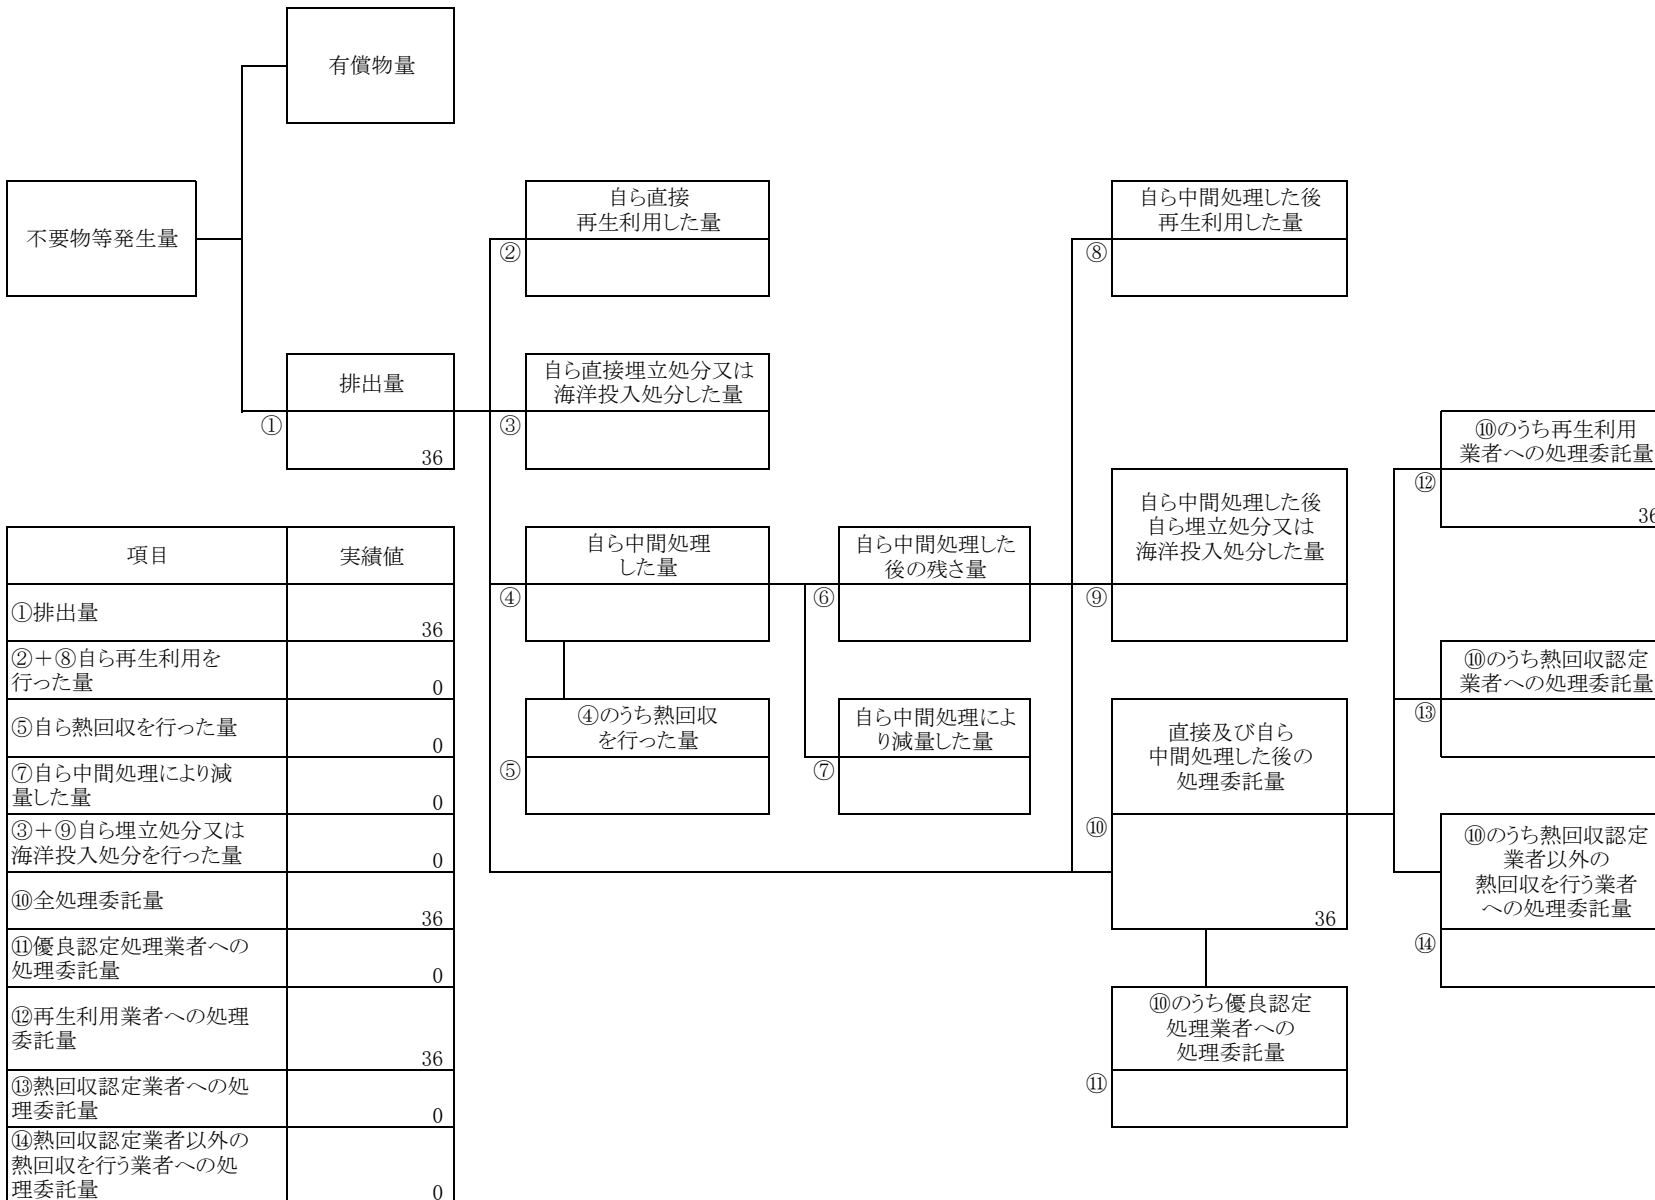 有償物量
不要物等発生量
排出量
①
36
自ら直接
再生利用した量
②
自ら直接埋立処分又は
海洋投入処分した量
③
自ら中間処理
した量
④
④のうち熱回収
を行った量
⑤
自ら中間処理した
後の残さ量
⑥
自ら中間処理によ
り減量した量
⑦
自ら中間処理した後
再生利用した量
⑧
自ら中間処理した後
自ら埋立処分又は
海洋投入処分した量
⑨
直接及び自ら
中間処理した後の
処理委託量
⑩
36
⑩のうち優良認定
処理業者への
処理委託量
⑪
⑩のうち再生利用
業者への処理委託量
⑫
36
⑩のうち熱回収認定
業者への処理委託量
⑬
⑩のうち熱回収認定
業者以外の
熱回収を行う業者
への処理委託量
⑭
項目 実績値
①排出量
36
②+⑧自ら再生利用を
行った量 0
⑤自ら熱回収を行った量
0
⑦自ら中間処理により減
量した量 0
③+⑨自ら埋立処分又は
海洋投入処分を行った量 0
⑩全処理委託量
36
⑪優良認定処理業者への
処理委託量 0
⑫再生利用業者への処理
委託量
36
⑬熱回収認定業者への処
理委託量 0
⑭熱回収認定業者以外の
熱回収を行う業者への処
理委託量 0